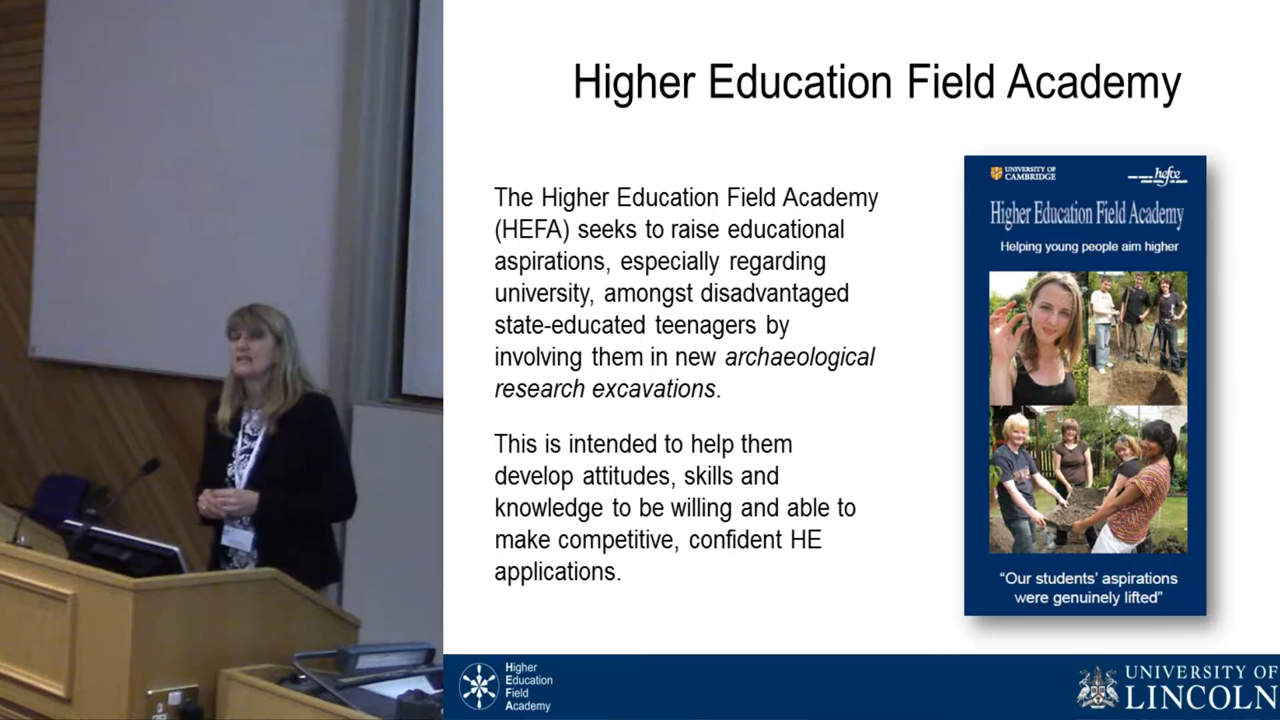 Higher Education Field Academy
The Higher Education Field Academy
(HEFA) seeks to raise educational
aspirations, especially regarding
university, amongst disadvantaged
state-educated teenagers by
involving them in new archaeological
research excavations.
This is intended to help them
develop attitudes, skills and
knowledge to be willing and able to
make competitive, confident HE
applications.
UNIVERSITY OF
CAMBRIDGE
hefce
Higher Education Field Academy
Helping young people aim higher
“Our students’ aspirations
were genuinely lifted”
Higher
Education
Field
Academy
UNIVERSITY OF
LINCOLN